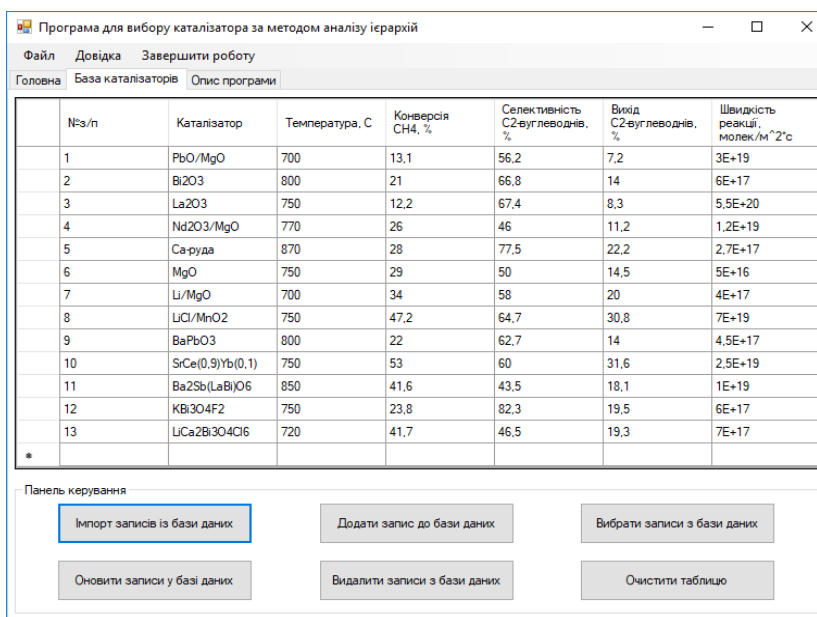 Програма для вибору каталізатора за методом аналізу ієрархій
Файл Довідка Завершити роботу
Головна База каталізаторів Опис програми
№з/п Каталізатор Температура, С Конверсія CH4, % Селективність C2-вуглеводнів, % Вихід C2-вуглеводнів, % Швидкість реакції, молек/м^2*с
1 PbO/MgO 700 13,1 56,2 7,2 3E+19
2 Bi2O3 800 21 66,8 14 6E+17
3 La2O3 750 12,2 67,4 8,3 5,5E+20
4 Nd2O3/MgO 770 26 46 11,2 1,2E+19
5 Ca-руда 870 28 77,5 22,2 2,7E+17
6 MgO 750 29 50 14,5 5E+16
7 Li/MgO 700 34 58 20 4E+17
8 LiCl/MnO2 750 47,2 64,7 30,8 7E+19
9 BaPbO3 800 22 62,7 14 4,5E+17
10 SrCe(0,9)Yb(0,1) 750 53 60 31,6 2,5E+19
11 Ba2Sb(LaBi)O6 850 41,6 43,5 18,1 1E+19
12 KBi3O4F2 750 23,8 82,3 19,5 6E+17
13 LiCa2Bi3O4Cl6 720 41,7 46,5 19,3 7E+17
*
Панель керування
Імпорт записів із бази даних Додати запис до бази даних Вибрати записи з бази даних
Оновити записи у базі даних Видалити записи з бази даних Очистити таблицю